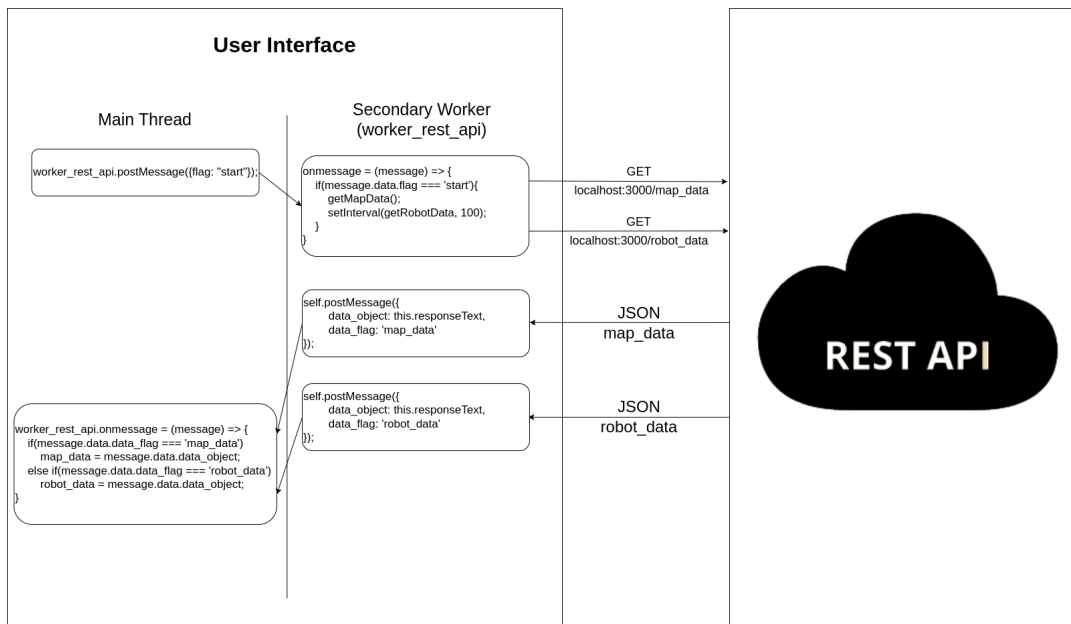 User Interface
Main Thread
Secondary Worker
(worker_rest_api)
worker_rest_api.postMessage({flag: "start"});
onmessage = (message) => {
if(message.data.flag === 'start'){
getMapData();
setInterval(getRobotData, 100);
}
}
GET
localhost:3000/map_data
GET
localhost:3000/robot_data
self.postMessage({
data_object: this.responseText,
data_flag: 'map_data'
});
JSON
map_data
REST API
self.postMessage({
data_object: this.responseText,
data_flag: 'robot_data'
});
JSON
robot_data
worker_rest_api.onmessage = (message) => {
if(message.data.data_flag === 'map_data')
map_data = message.data.data_object;
else if(message.data.data_flag === 'robot_data')
robot_data = message.data.data_object;
}